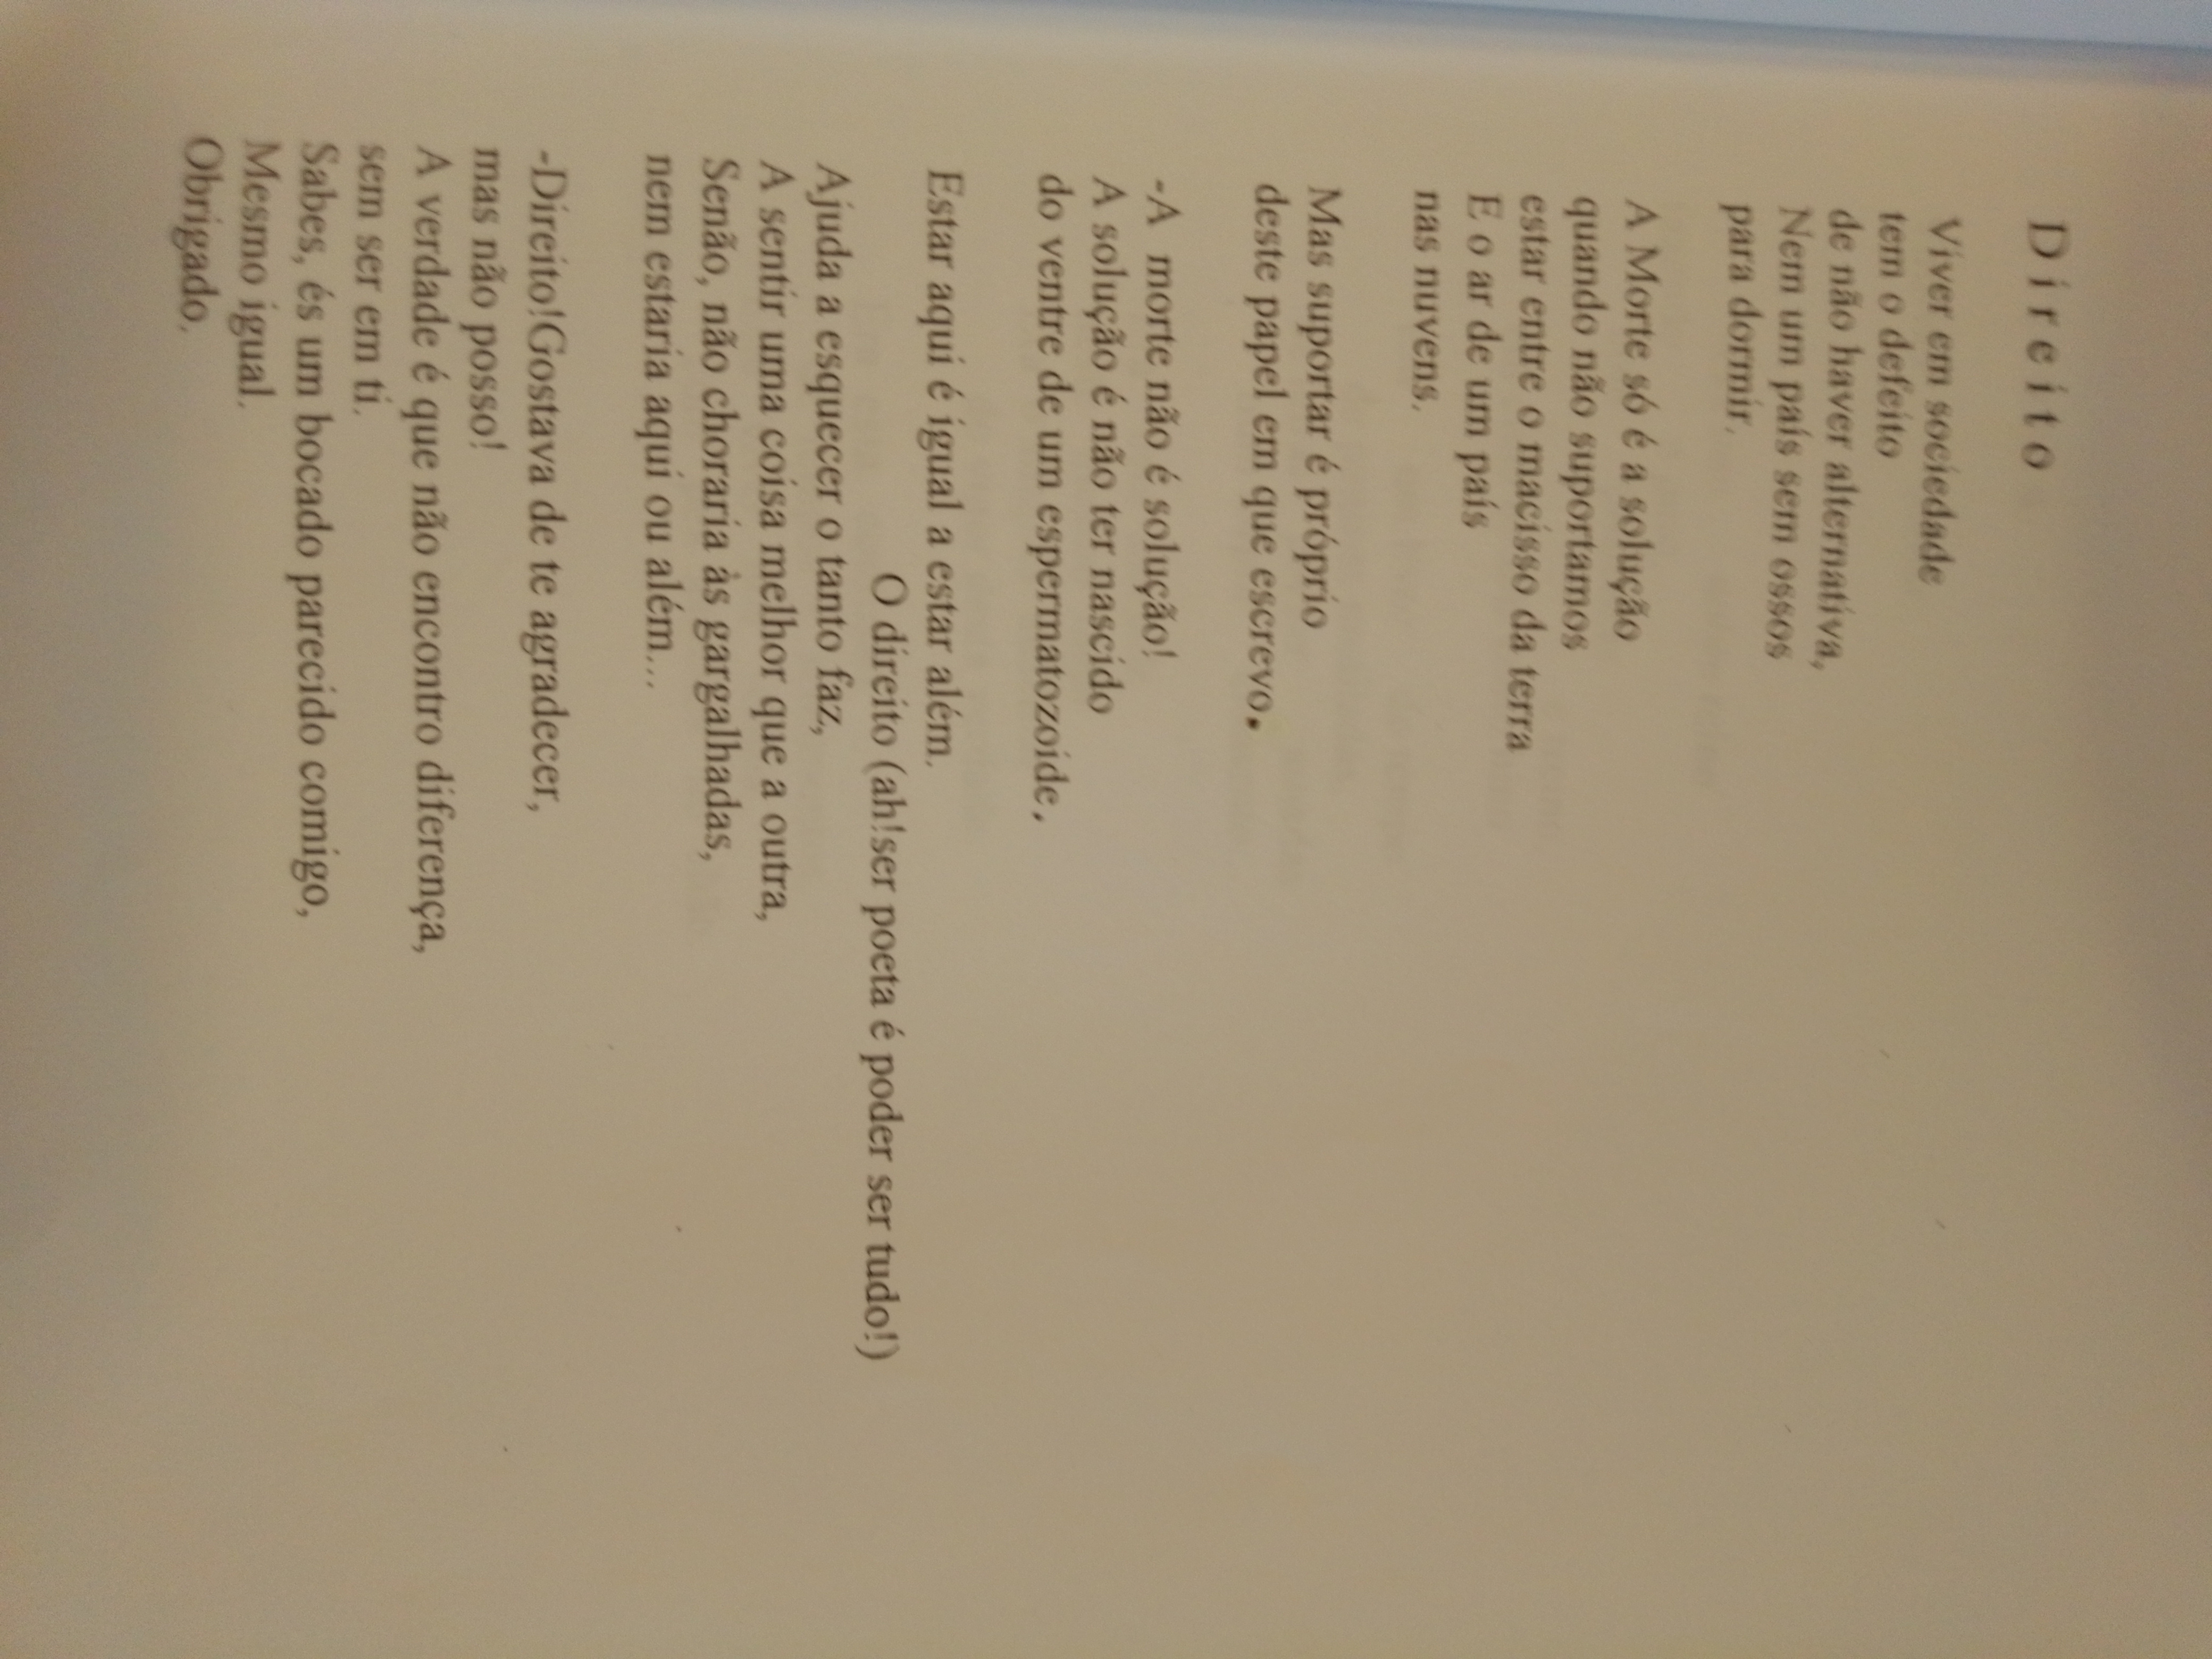 D i r e i t o
Viver em sociedade
tem o defeito
de não haver alternativa,
Nem um país sem ossos
para dormir.
A Morte só é a solução
quando não suportamos
estar entre o macisso da terra
E o ar de um país
nas nuvens.
Mas suportar é próprio
deste papel em que escrevo.
-A morte não é solução!
A solução é não ter nascido
do ventre de um espermatozoide.
Estar aqui é igual a estar além.
O direito (ah!ser poeta é poder ser tudo!)
Ajuda a esquecer o tanto faz,
A sentir uma coisa melhor que a outra,
Senão, não choraria às gargalhadas,
nem estaria aqui ou além...
-Direito!Gostava de te agradecer,
mas não posso!
A verdade é que não encontro diferença,
sem ser em ti.
Sabes, és um bocado parecido comigo,
Mesmo igual.
Obrigado.